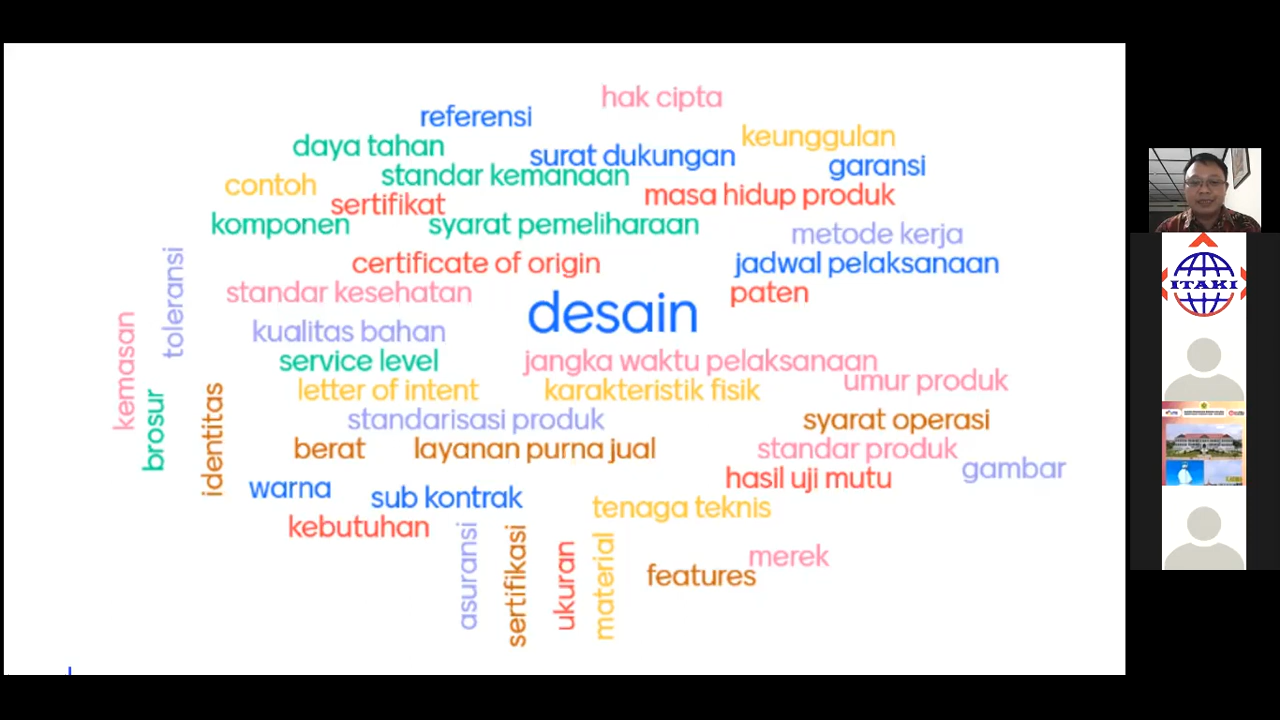 hak cipta
referensi
keunggulan
daya tahan
surat dukungan
garansi
standar kemanaan
contoh
masa hidup produk
sertifikat
komponen
syarat pemeliharaan
metode kerja
toleransi
certificate of origin
jadwal pelaksanaan
standar kesehatan
paten
desain
kemasan
kualitas bahan
service level
jangka waktu pelaksanaan
umur produk
letter of intent
karakteristik fisik
brosur
identitas
standarisasi produk
syarat operasi
berat
layanan purna jual
standar produk
gambar
hasil uji mutu
warna
sub kontrak
tenaga teknis
kebutuhan
asuransi
sertifikasi
ukuran
material
merek
features
ITAKI